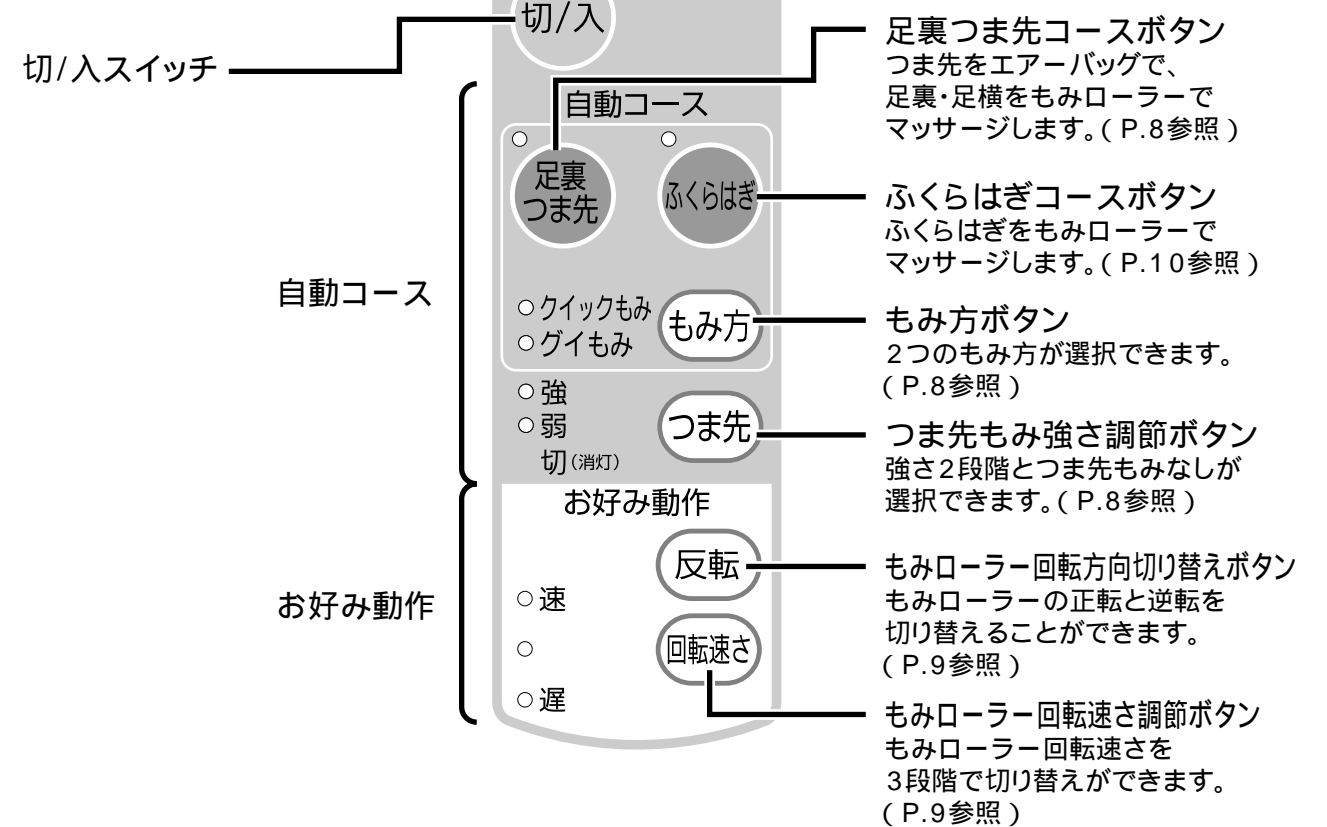 切/入
切/入スイッチ
自動コース
足裏
つま先
ふくらはぎ
自動コース
クイックもみ
グイもみ
もみ方
強
弱
切(消灯)
つま先
お好み動作
お好み動作
反転
速
回転速さ
遅
足裏つま先コースボタン
つま先をエアーバッグで、
足裏・足横をもみローラーで
マッサージします。(P.8参照)
ふくらはぎコースボタン
ふくらはぎをもみローラーで
マッサージします。(P.10参照)
もみ方ボタン
2つのもみ方が選択できます。
(P.8参照)
つま先もみ強さ調節ボタン
強さ2段階とつま先もみなしが
選択できます。(P.8参照)
もみローラー回転方向切り替えボタン
もみローラーの正転と逆転を
切り替えることができます。
(P.9参照)
もみローラー回転速さ調節ボタン
もみローラー回転速さを
3段階で切り替えができます。
(P.9参照)